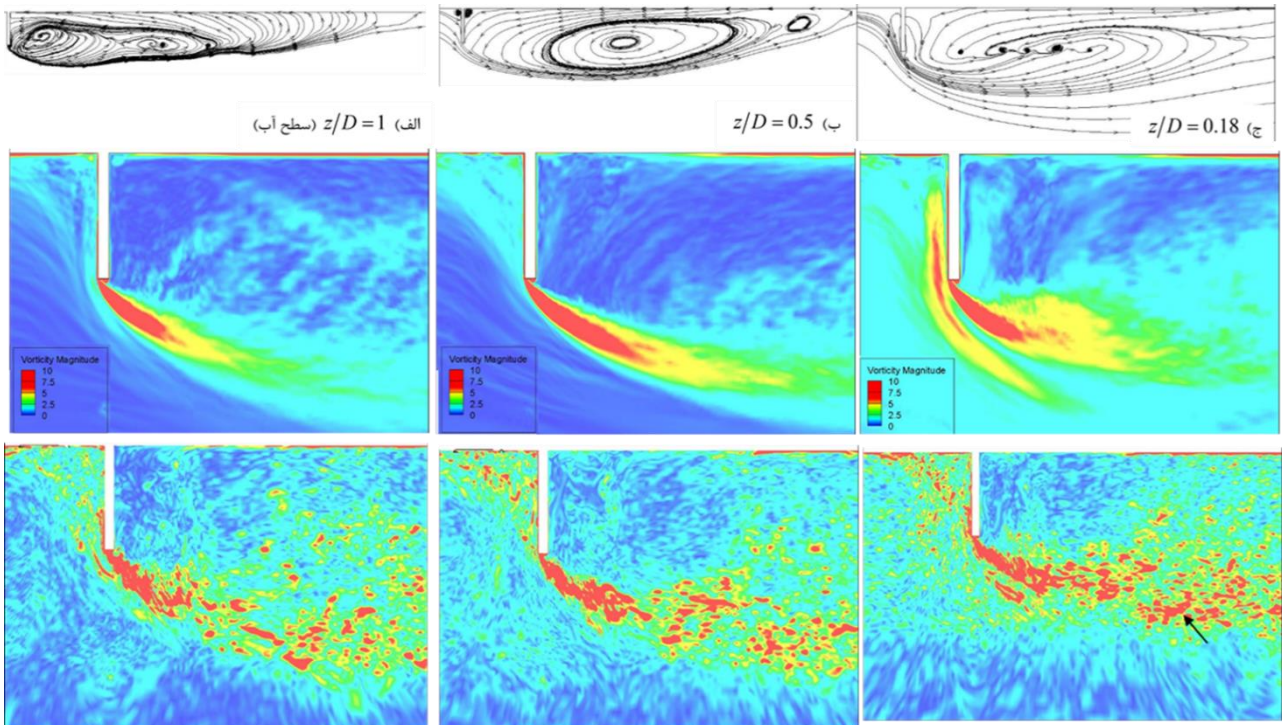 الف) z/D = 1 (سطح آب)
ب) z/D = 0.5
ج) z/D = 0.18
Vorticity Magnitude
10
7.5
5
2.5
0
Vorticity Magnitude
10
7.5
5
2.5
0
Vorticity Magnitude
10
7.5
5
2.5
0